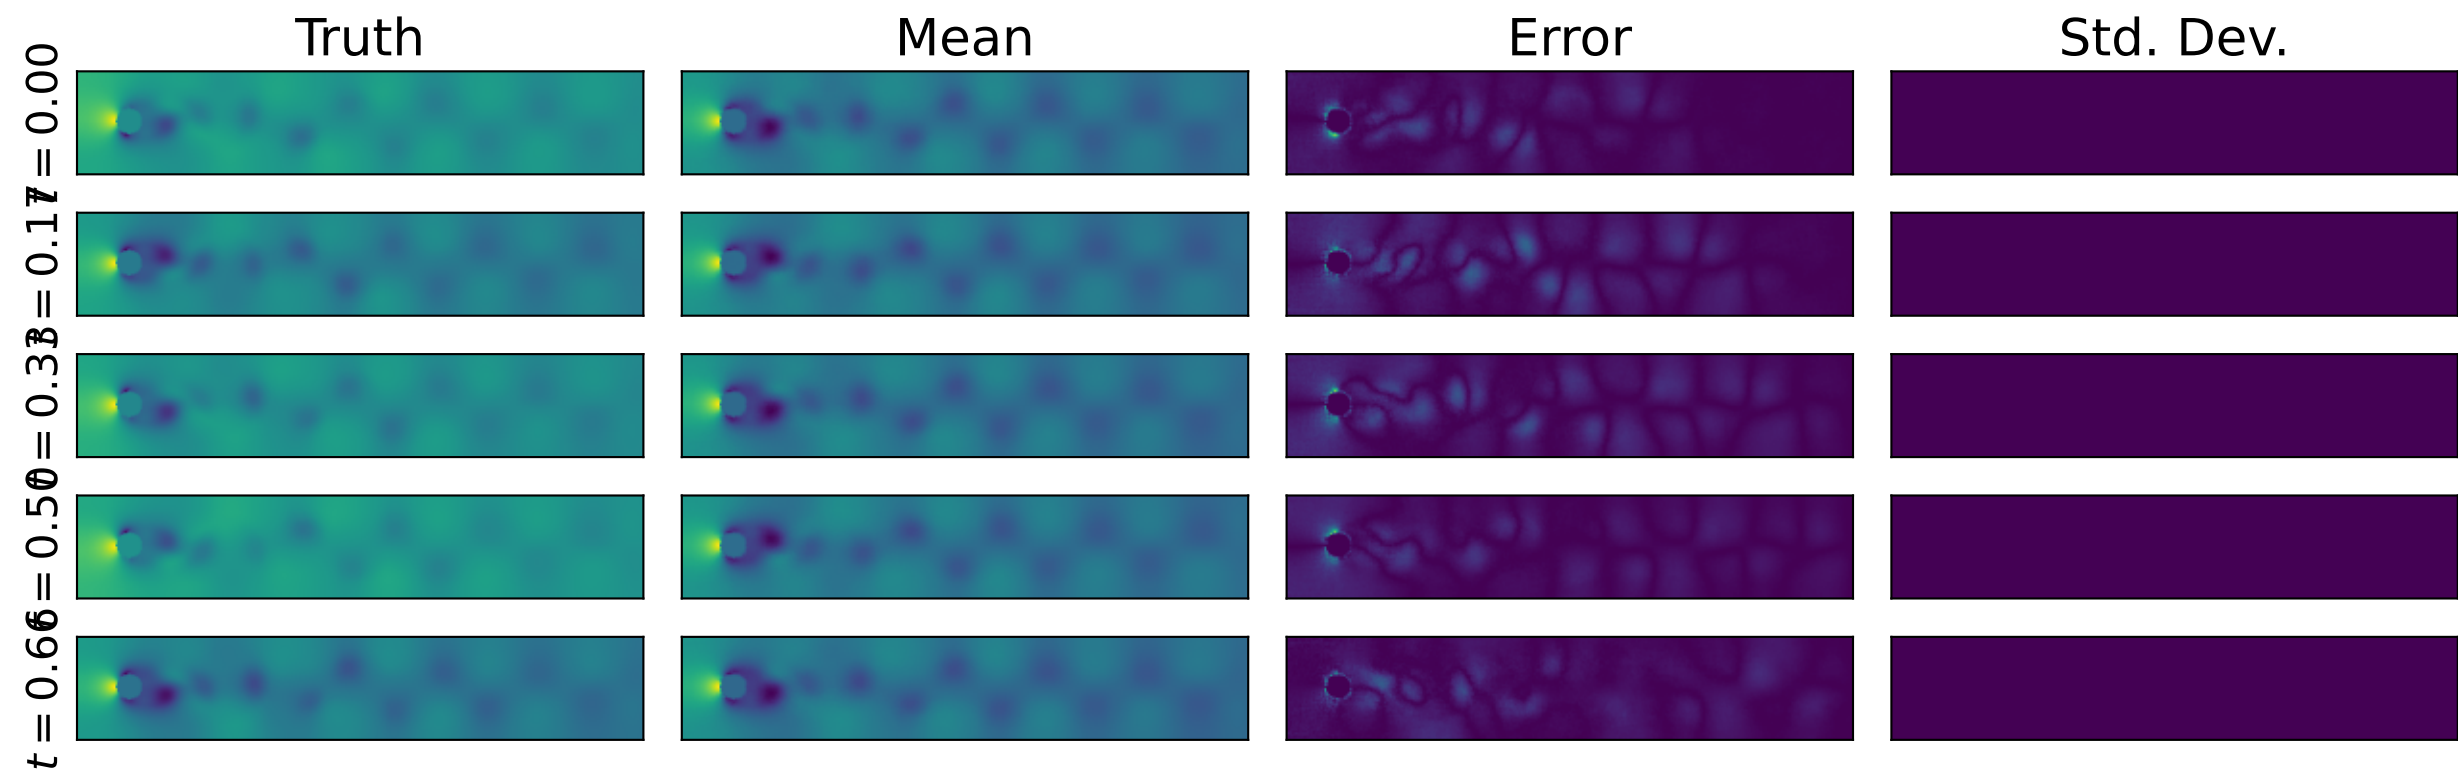 Truth Mean Error Std. Dev.
t = 0.00
t = 0.17
t = 0.33
t = 0.50
t = 0.66